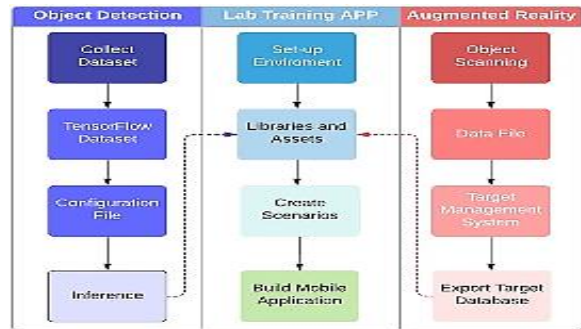 Object Detection
Lab Training APP
Augmented Reality
Collect
Dataset
Set-up
Enviroment
Object
Scanning
TensorFlow
Dataset
Libraries and
Assets
Data File
Configuration
File
Create
Scenarios
Target
Management
System
Inference
Build Mobile
Application
Export Target
Database